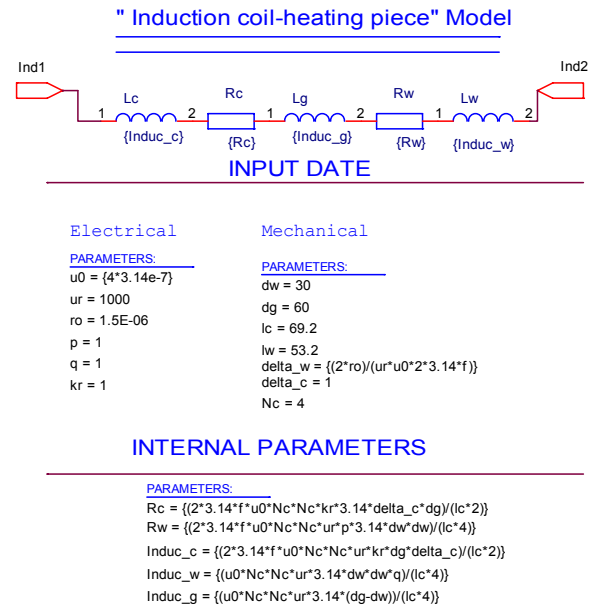 " Induction coil-heating piece" Model
Ind1
Ind2
Lc
Rc
Lg
Rw
Lw
1
2
1
2
1
2
{Induc_c}
{Rc}
{Induc_g}
{Rw}
{Induc_w}
INPUT DATE
Electrical
Mechanical
PARAMETERS:
u0 = {4*3.14e-7}
ur = 1000
ro = 1.5E-06
p = 1
q = 1
kr = 1
PARAMETERS:
dw = 30
dg = 60
lc = 69.2
lw = 53.2
delta_w = {(2*ro)/(ur*u0*2*3.14*f)}
delta_c = 1
Nc = 4
INTERNAL PARAMETERS
PARAMETERS:
Rc = {(2*3.14*f*u0*Nc*Nc*kr*3.14*delta_c*dg)/(lc*2)}
Rw = {(2*3.14*f*u0*Nc*Nc*ur*p*3.14*dw*dw)/(lc*4)}
Induc_c = {(2*3.14*f*u0*Nc*Nc*ur*kr*dg*delta_c)/(lc*2)}
Induc_w = {(u0*Nc*Nc*ur*3.14*dw*dw*q)/(lc*4)}
Induc_g = {(u0*Nc*Nc*ur*3.14*(dg-dw))/(lc*4)}